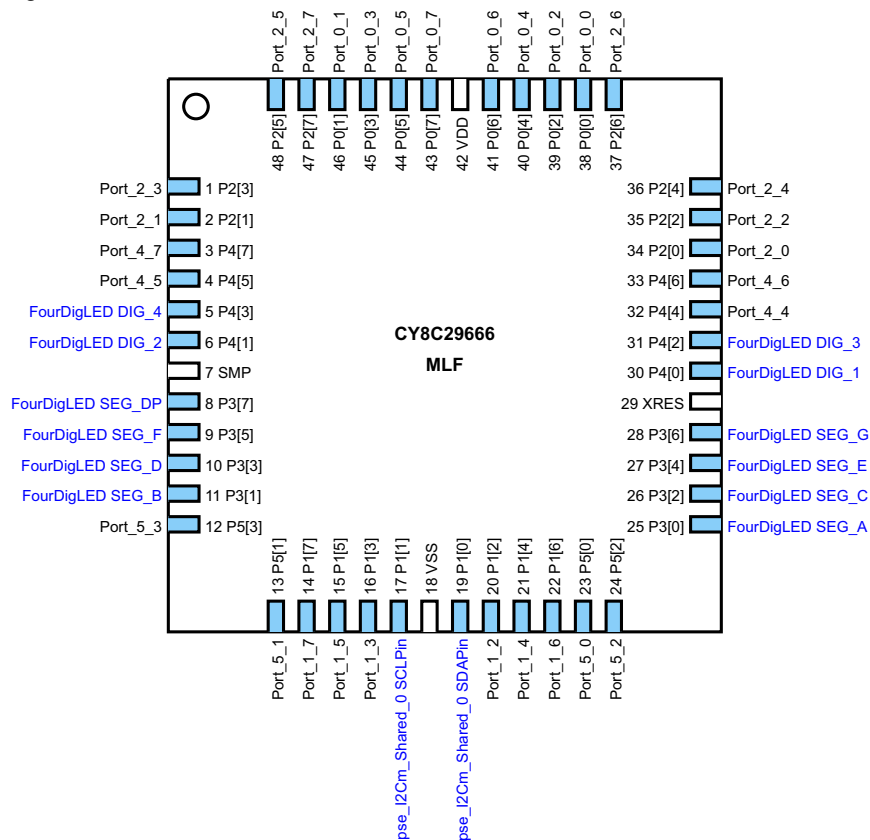 Port_2_5
Port_2_7
Port_0_1
Port_0_3
Port_0_5
Port_0_7
Port_0_6
Port_0_4
Port_0_2
Port_0_0
Port_2_6
48 P2[5]
47 P2[7]
46 P0[1]
45 P0[3]
44 P0[5]
43 P0[7]
42 VDD
41 P0[6]
40 P0[4]
39 P0[2]
38 P0[0]
37 P2[6]
Port_2_3 1 P2[3]
Port_2_1 2 P2[1]
Port_4_7 3 P4[7]
Port_4_5 4 P4[5]
FourDigLED DIG_4 5 P4[3]
FourDigLED DIG_2 6 P4[1]
7 SMP
FourDigLED SEG_DP 8 P3[7]
FourDigLED SEG_F 9 P3[5]
FourDigLED SEG_D 10 P3[3]
FourDigLED SEG_B 11 P3[1]
Port_5_3 12 P5[3]
CY8C29666
MLF
36 P2[4] Port_2_4
35 P2[2] Port_2_2
34 P2[0] Port_2_0
33 P4[6] Port_4_6
32 P4[4] Port_4_4
31 P4[2] FourDigLED DIG_3
30 P4[0] FourDigLED DIG_1
29 XRES
28 P3[6] FourDigLED SEG_G
27 P3[4] FourDigLED SEG_E
26 P3[2] FourDigLED SEG_C
25 P3[0] FourDigLED SEG_A
13 P5[1]
14 P1[7]
15 P1[5]
16 P1[3]
17 P1[1]
18 VSS
19 P1[0]
20 P1[2]
21 P1[4]
22 P1[6]
23 P5[0]
24 P5[2]
Port_5_1
Port_1_7
Port_1_5
Port_1_3
pse_I2Cm_Shared_0 SCLPin
pse_I2Cm_Shared_0 SDAPin
Port_1_2
Port_1_4
Port_1_6
Port_5_0
Port_5_2